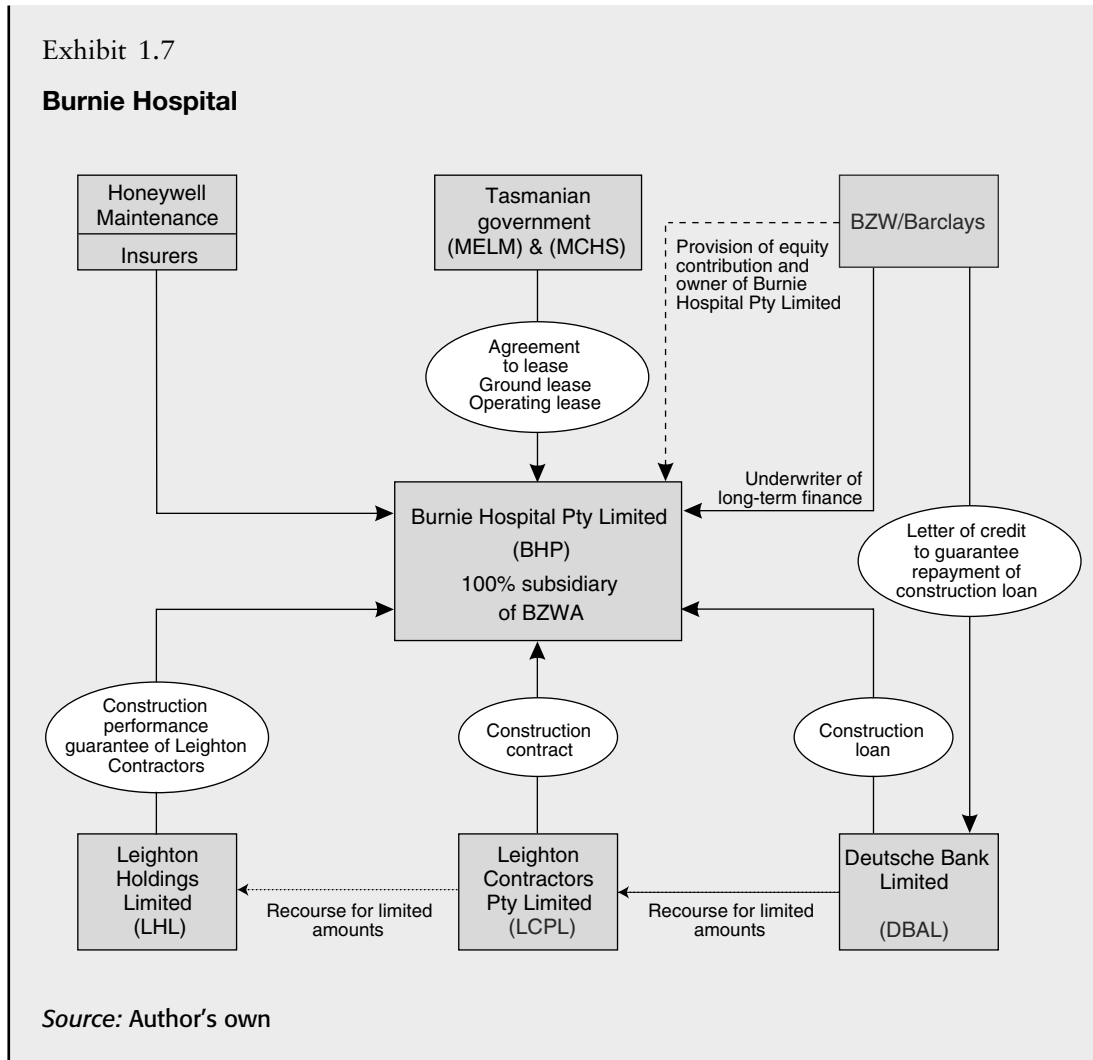 Exhibit 1.7
Burnie Hospital
Honeywell
Maintenance
Insurers
Tasmanian
government
(MELM) & (MCHS)
BZW/Barclays
Provision of equity
contribution and
owner of Burnie
Hospital Pty Limited
Agreement
to lease
Ground lease
Operating lease
Underwriter of
long-term finance
Letter of credit
to guarantee
repayment of
construction loan
Burnie Hospital Pty Limited
(BHP)
100% subsidiary
of BZWA
Construction
performance
guarantee of Leighton
Contractors
Construction
contract
Construction
loan
Leighton
Holdings
Limited
(LHL)
Recourse for limited
amounts
Leighton
Contractors
Pty Limited
(LCPL)
Recourse for limited
amounts
Deutsche Bank
Limited
(DBAL)
Source: Author's own